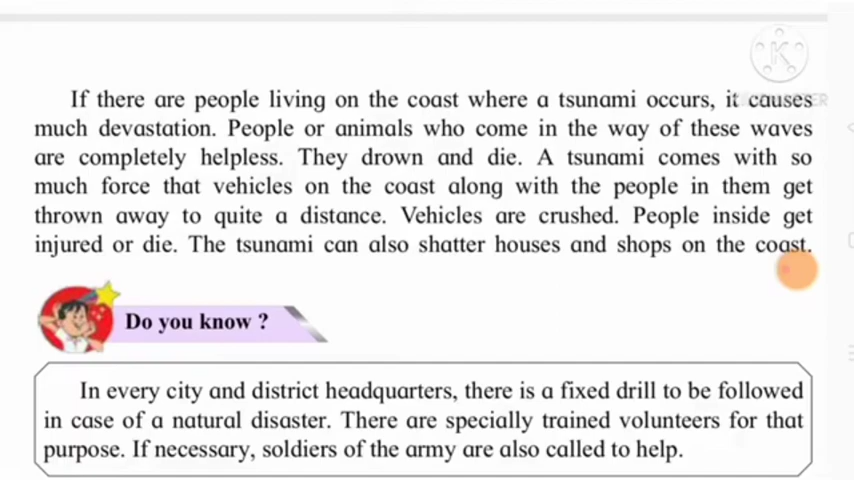 If there are people living on the coast where a tsunami occurs, it causes
much devastation. People or animals who come in the way of these waves
are completely helpless. They drown and die. A tsunami comes with so
much force that vehicles on the coast along with the people in them get
thrown away to quite a distance. Vehicles are crushed. People inside get
injured or die. The tsunami can also shatter houses and shops on the coast.
Do you know ?
In every city and district headquarters, there is a fixed drill to be followed
in case of a natural disaster. There are specially trained volunteers for that
purpose. If necessary, soldiers of the army are also called to help.